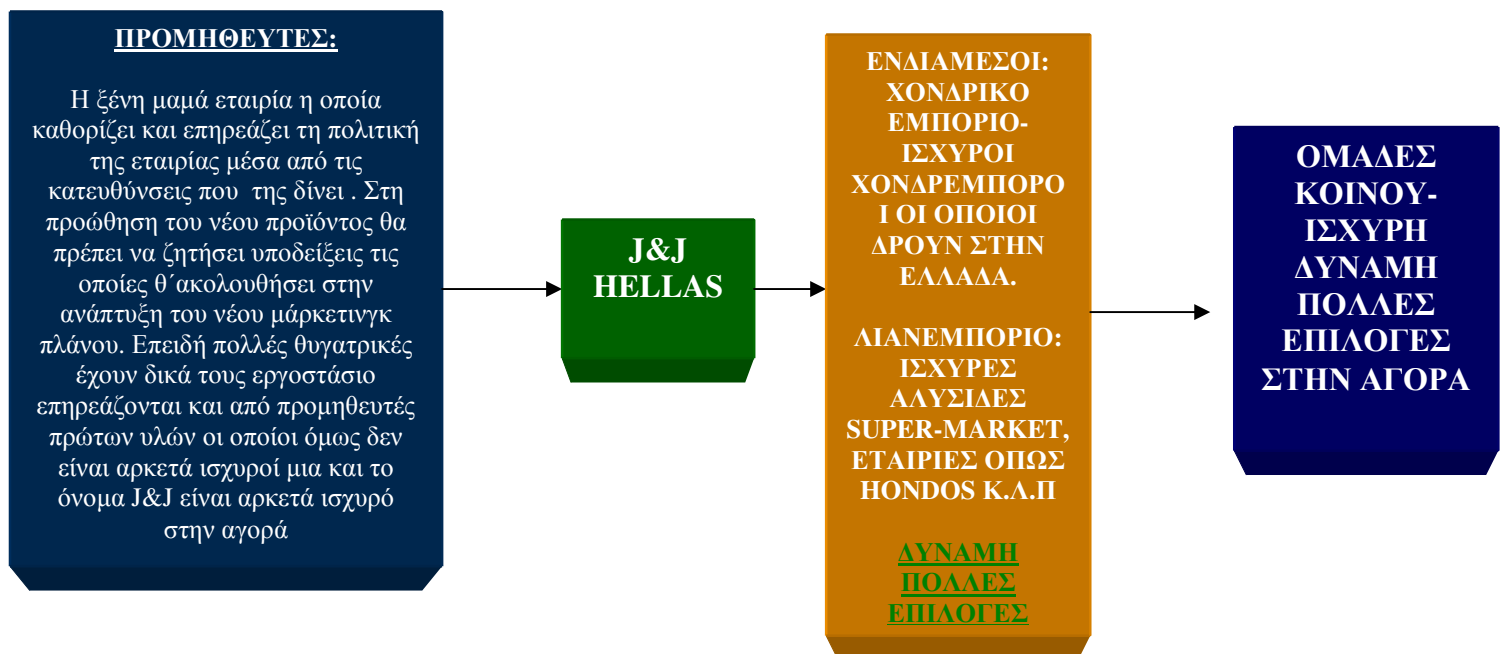 ΠΡΟΜΗΘΕΥΤΕΣ:
Η ξένη μαμά εταιρία η οποία
καθορίζει και επηρεάζει τη πολιτική
της εταιρίας μέσα από τις
κατευθύνσεις που της δίνει . Στη
προώθηση του νέου προϊόντος θα
πρέπει να ζητήσει υποδείξεις τις
οποίες θ΄ακολουθήσει στην
ανάπτυξη του νέου μάρκετινγκ
πλάνου. Επειδή πολλές θυγατρικές
έχουν δικά τους εργοστάσιο
επηρεάζονται και από προμηθευτές
πρώτων υλών οι οποίοι όμως δεν
είναι αρκετά ισχυροί μια και το
όνομα J&J είναι αρκετά ισχυρό
στην αγορά
J&J
HELLAS
ΕΝΔΙΑΜΕΣΟΙ:
ΧΟΝΔΡΙΚΟ
ΕΜΠΟΡΙΟ-
ΙΣΧΥΡΟΙ
ΧΟΝΔΡΕΜΠΟΡΟ
Ι ΟΙ ΟΠΟΙΟΙ
ΔΡΟΥΝ ΣΤΗΝ
ΕΛΛΑΔΑ.
ΛΙΑΝΕΜΠΟΡΙΟ:
ΙΣΧΥΡΕΣ
ΑΛΥΣΙΔΕΣ
SUPER-MARKET,
ΕΤΑΙΡΙΕΣ ΟΠΩΣ
HONDOS Κ.Λ.Π
ΔΥΝΑΜΗ
ΠΟΛΛΕΣ
ΕΠΙΛΟΓΕΣ
ΟΜΑΔΕΣ
ΚΟΙΝΟΥ-
ΙΣΧΥΡΗ
ΔΥΝΑΜΗ
ΠΟΛΛΕΣ
ΕΠΙΛΟΓΕΣ
ΣΤΗΝ ΑΓΟΡΑ